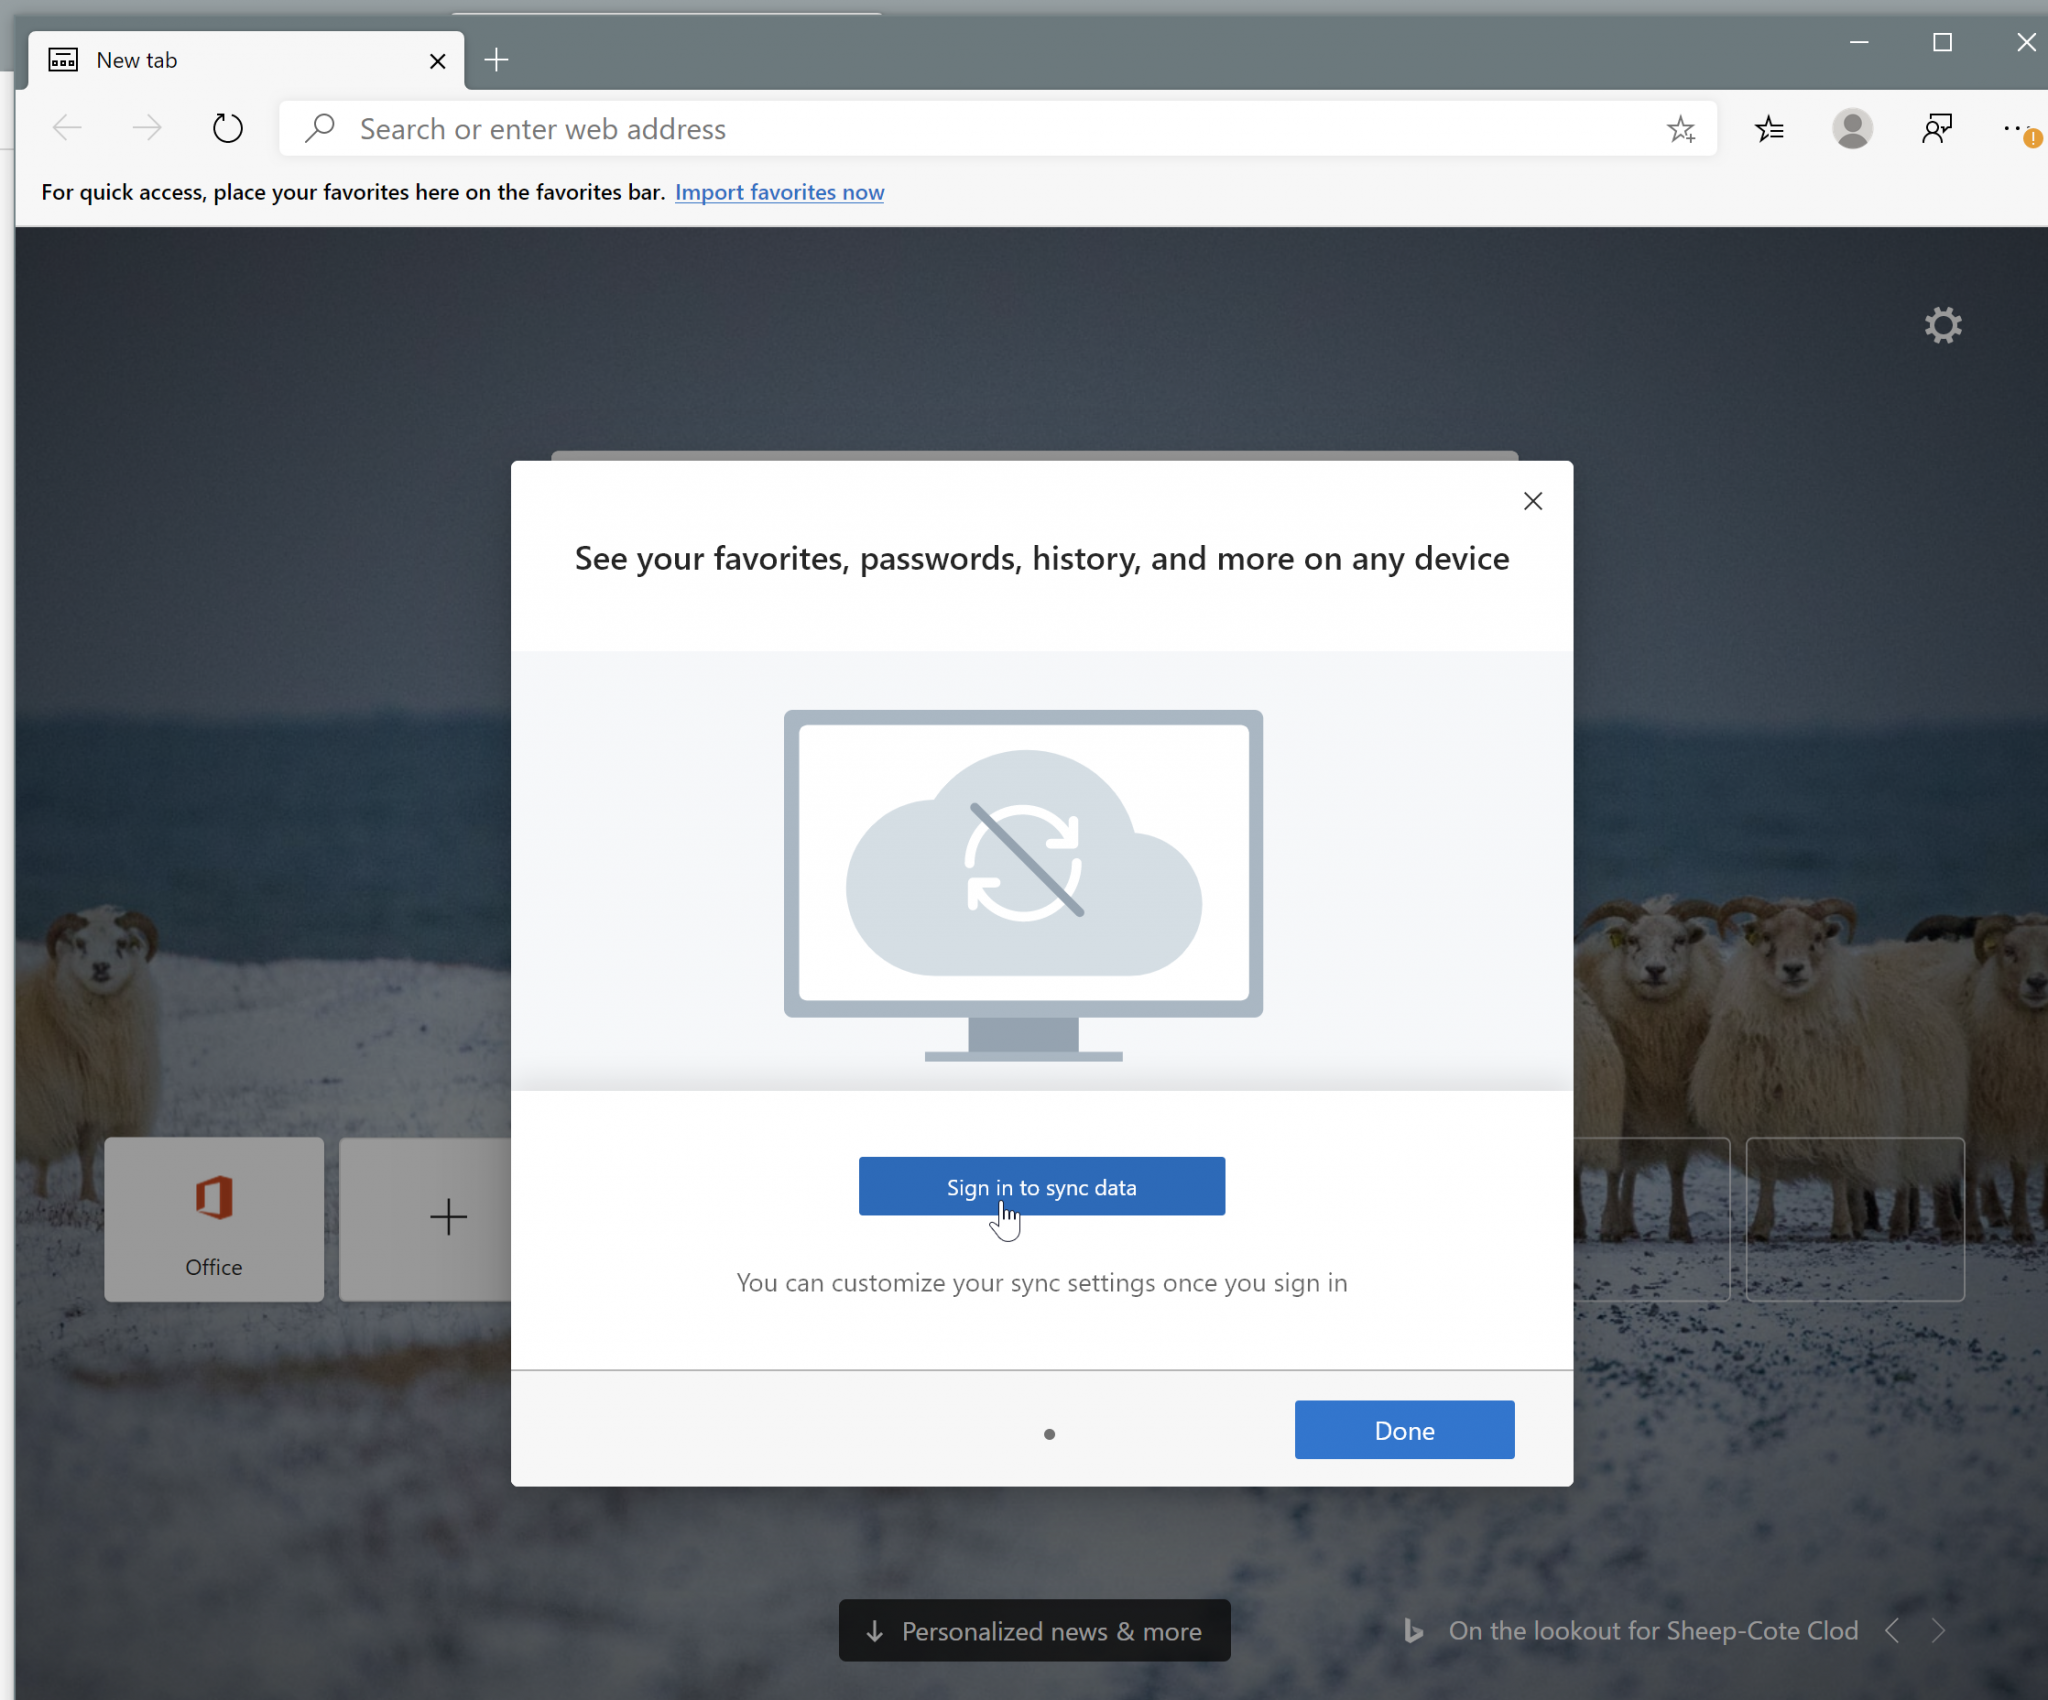 New tab
Search or enter web address
For quick access, place your favorites here on the favorites bar. Import favorites now
See your favorites, passwords, history, and more on any device
Sign in to sync data
You can customize your sync settings once you sign in
Office
Done
Personalized news & more
On the lookout for Sheep-Cote Clod